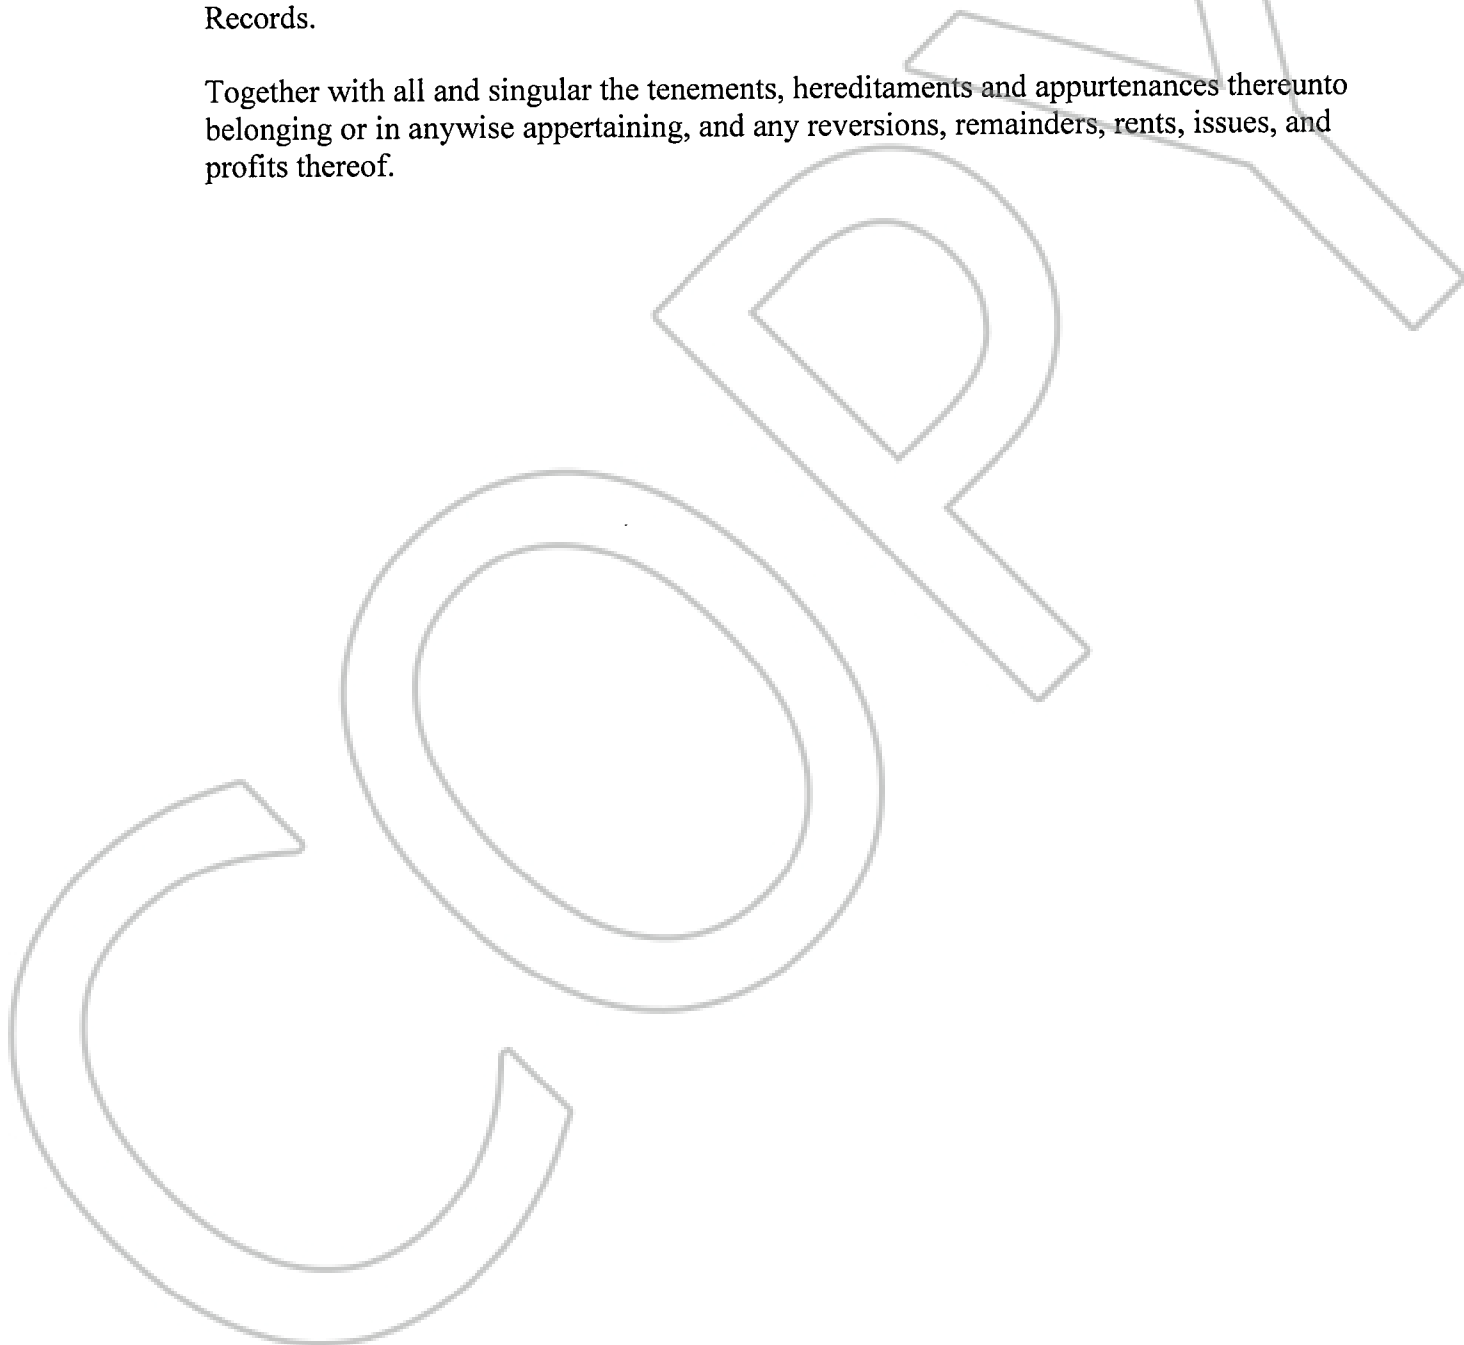 Records.
Together with all and singular the tenements, hereditaments and appurtenances thereunto
belonging or in anywise appertaining, and any reversions, remainders, rents, issues, and
profits thereof.
COPY